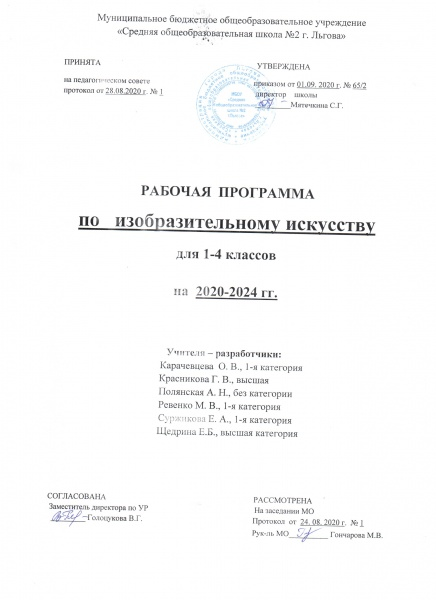 Муниципальное бюджетное общеобразовательное учреждение
«Средняя общеобразовательная школа №2 г. Льгова»
ПРИНЯТА
на педагогическом совете
протокол от 28.08.2020 г. № 1
УТВЕРЖДЕНА
приказом от 01.09. 2020 г. № 65/2
директор школы
Мятечкина С.Г.
РАБОЧАЯ ПРОГРАММА
по изобразительному искусству
для 1-4 классов
на 2020-2024 гг.
Учителя – разработчики:
Карачевцева О. В., 1-я категория
Красникова Г. В., высшая
Полянская А. Н., без категории
Ревенко М. В., 1-я категория
Суржикова Е. А., 1-я категория
Щедрина Е.Б., высшая категория
СОГЛАСОВАНА
Заместитель директора по УР
Голоцукова В.Г.
РАССМОТРЕНА
На заседании МО
Протокол от 24. 08. 2020 г. № 1
Рук-ль МО Гончарова М.В.